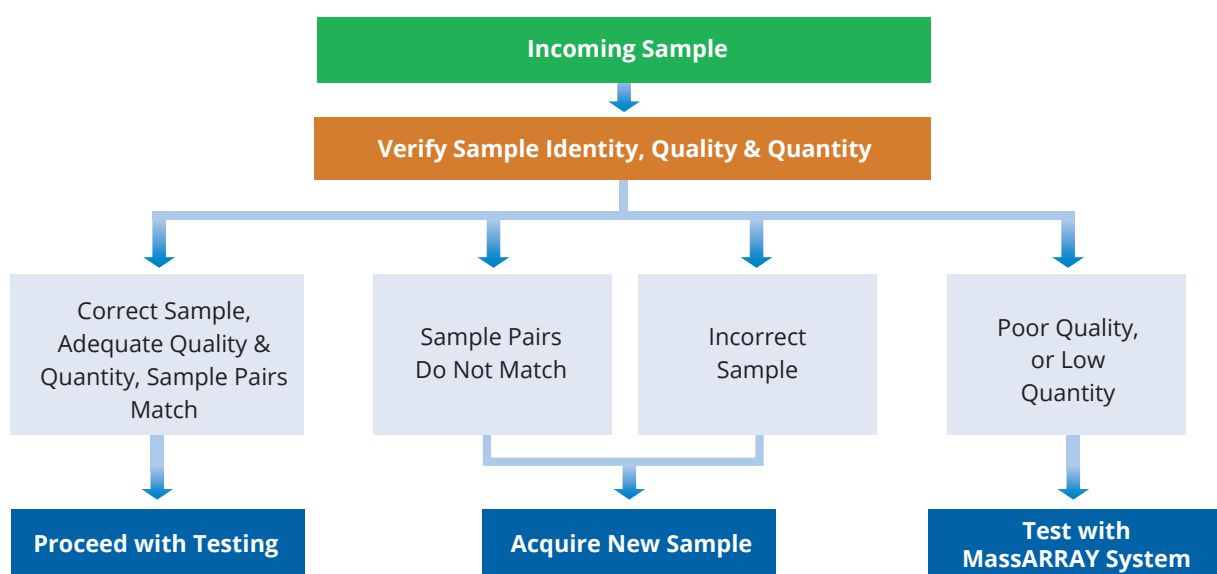 Incoming Sample
Verify Sample Identity, Quality & Quantity
Correct Sample,
Adequate Quality &
Quantity, Sample Pairs
Match
Sample Pairs
Do Not Match
Incorrect
Sample
Poor Quality,
or Low
Quantity
Proceed with Testing
Acquire New Sample
Test with
MassARRAY System